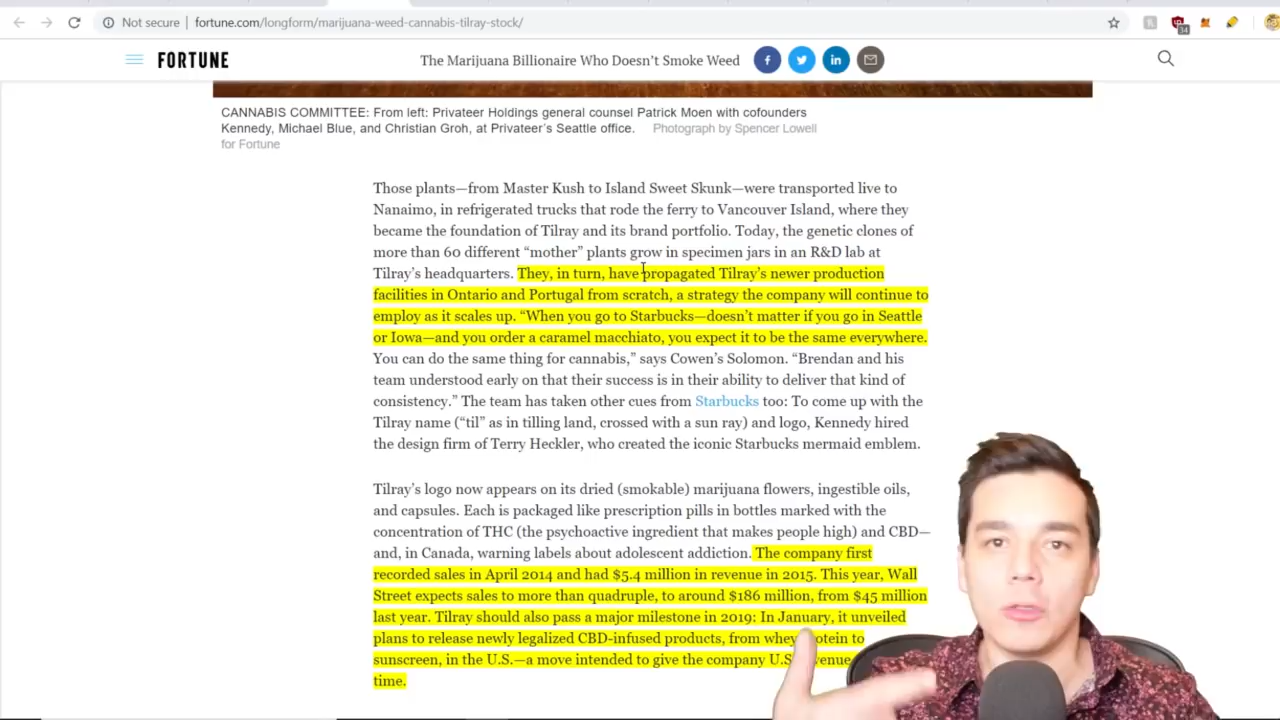 Not secure
fortune.com/longform/marijuana-weed-cannabis-tilray-stock/
34
FORTUNE
The Marijuana Billionaire Who Doesn’t Smoke Weed
CANNABIS COMMITTEE: From left: Privateer Holdings general counsel Patrick Moen with cofounders
Kennedy, Michael Blue, and Christian Groh, at Privateer’s Seattle office. Photograph by Spencer Lowell
for Fortune
Those plants—from Master Kush to Island Sweet Skunk—were transported live to
Nanaimo, in refrigerated trucks that rode the ferry to Vancouver Island, where they
became the foundation of Tilray and its brand portfolio. Today, the genetic clones of
more than 60 different “mother” plants grow in specimen jars in an R&D lab at
Tilray’s headquarters. They, in turn, have propagated Tilray’s newer production
facilities in Ontario and Portugal from scratch, a strategy the company will continue to
employ as it scales up. “When you go to Starbucks—doesn’t matter if you go in Seattle
or Iowa—and you order a caramel macchiato, you expect it to be the same everywhere.
You can do the same thing for cannabis,” says Cowen’s Solomon. “Brendan and his
team understood early on that their success is in their ability to deliver that kind of
consistency.” The team has taken other cues from Starbucks too: To come up with the
Tilray name (“til” as in tilling land, crossed with a sun ray) and logo, Kennedy hired
the design firm of Terry Heckler, who created the iconic Starbucks mermaid emblem.
Tilray’s logo now appears on its dried (smokable) marijuana flowers, ingestible oils,
and capsules. Each is packaged like prescription pills in bottles marked with the
concentration of THC (the psychoactive ingredient that makes people high) and CBD—
and, in Canada, warning labels about adolescent addiction. The company first
recorded sales in April 2014 and had $5.4 million in revenue in 2015. This year, Wall
Street expects sales to more than quadruple, to around $186 million, from $45 million
last year. Tilray should also pass a major milestone in 2019: In January, it unveiled
plans to release newly legalized CBD-infused products, from whey to
sunscreen, in the U.S.—a move intended to give the company
time.